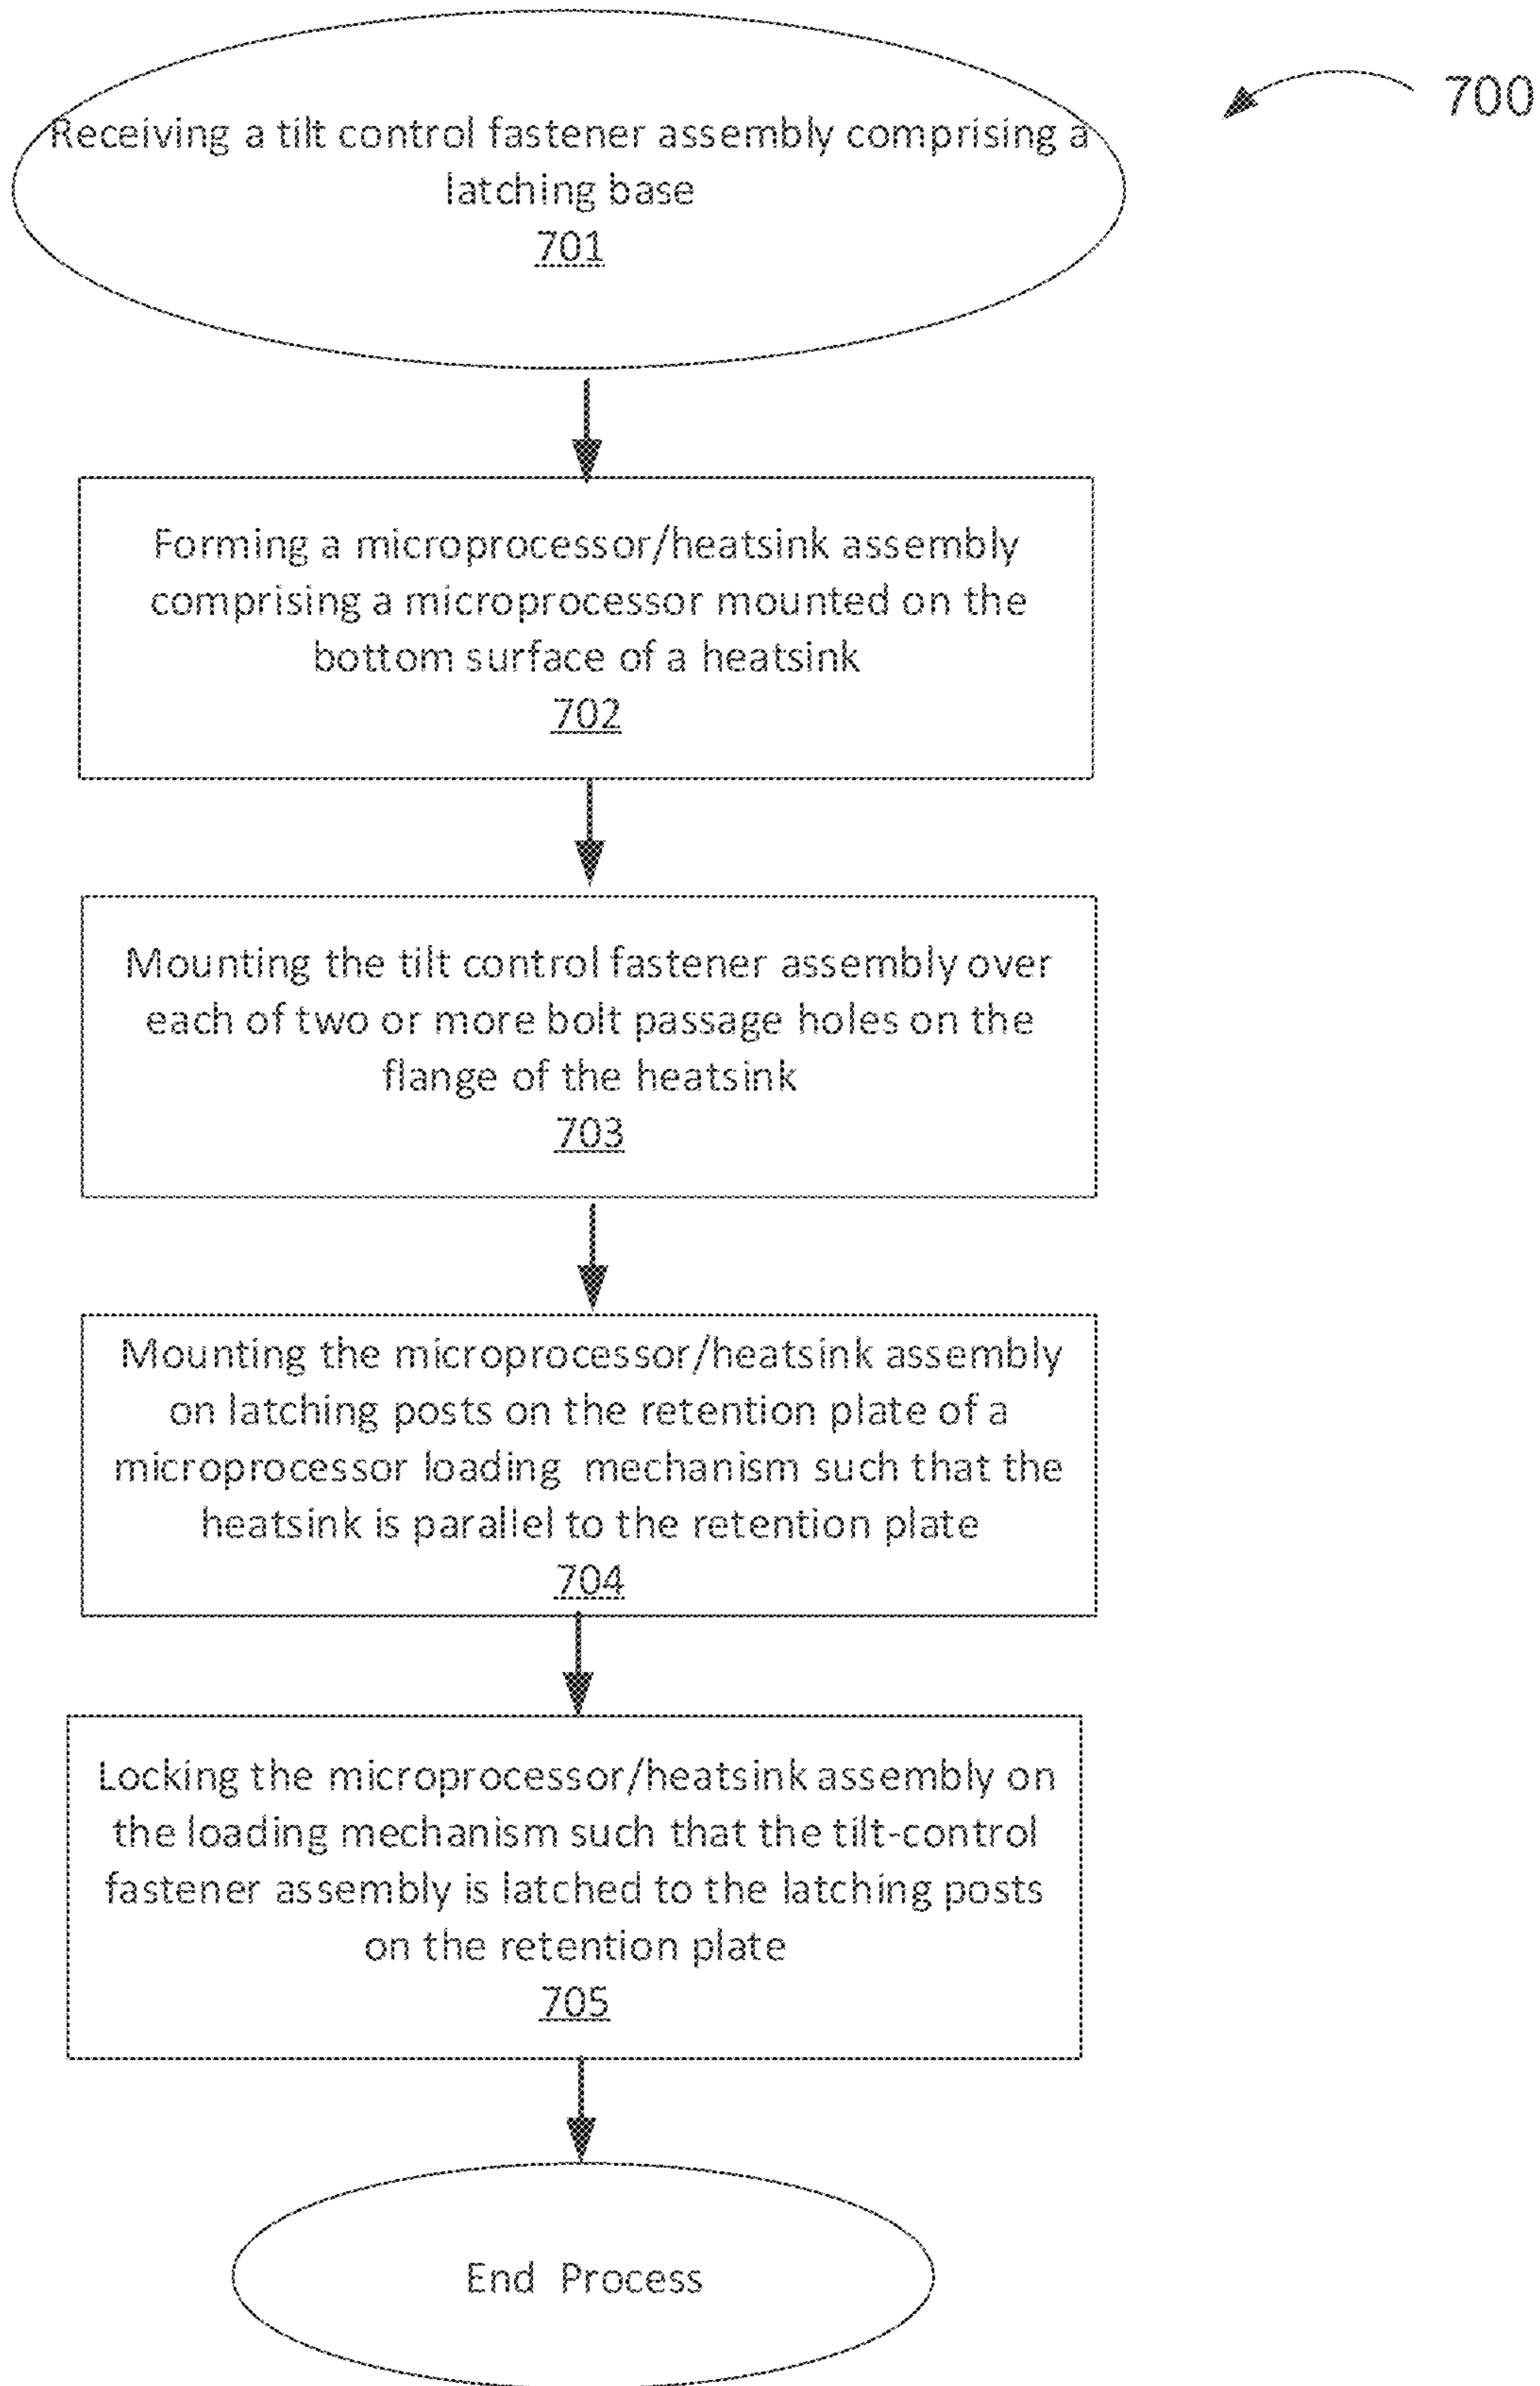 700
Receiving a tilt control fastener assembly comprising a
latching base
701
Forming a microprocessor/heatsink assembly
comprising a microprocessor mounted on the
bottom surface of a heatsink
702
Mounting the tilt control fastener assembly over
each of two or more bolt passage holes on the
flange of the heatsink
703
Mounting the microprocessor/heatsink assembly
on latching posts on the retention plate of a
microprocessor loading mechanism such that the
heatsink is parallel to the retention plate
704
Locking the microprocessor/heatsink assembly on
the loading mechanism such that the tilt-control
fastener assembly is latched to the latching posts
on the retention plate
705
End Process